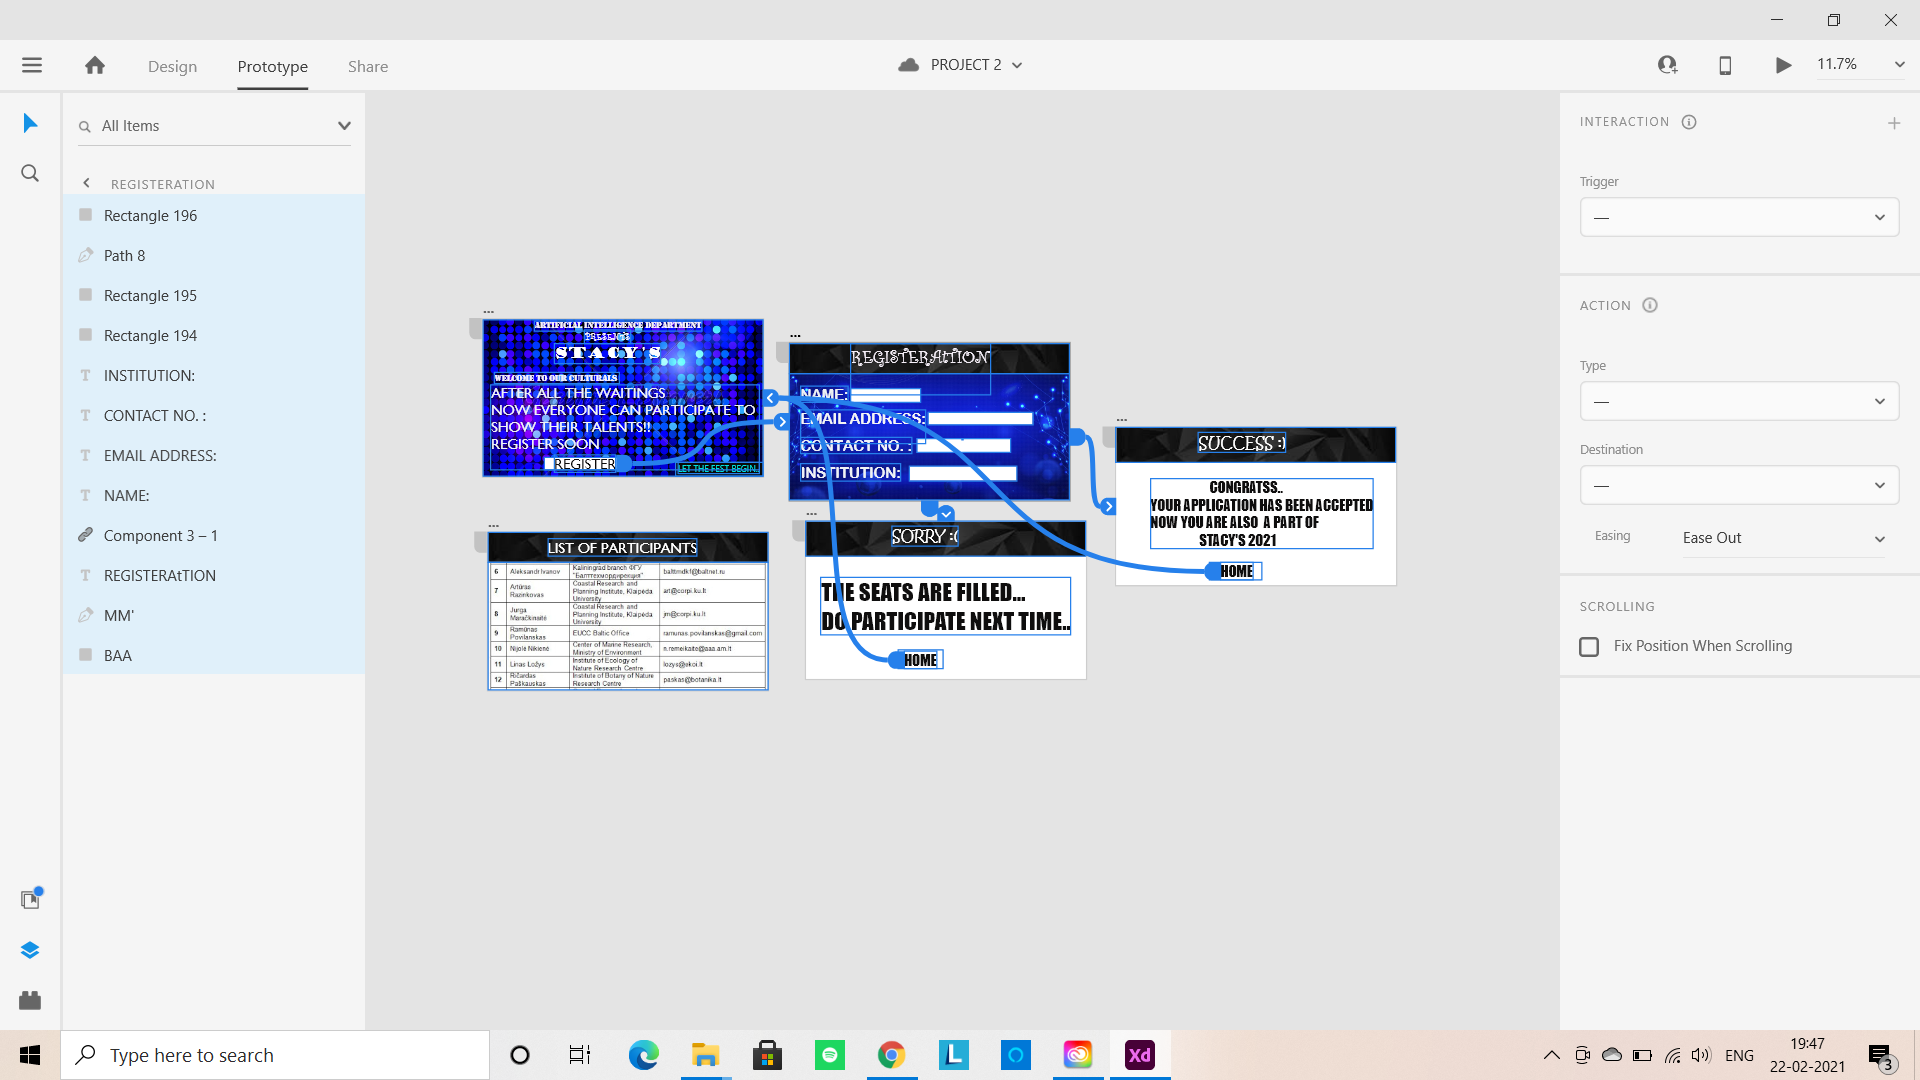 Design
Prototype
Share
PROJECT 2
11.7%
All Items
REGISTERATION
Rectangle 196
Path 8
Rectangle 195
Rectangle 194
INSTITUTION:
CONTACT NO. :
EMAIL ADDRESS:
NAME:
Component 3 – 1
REGISTERAtTION
MM'
BAA
ARTIFICIAL INTELLIGENCE DEPARTMENT
PRESENTS
STACY'S
WELCOME TO OUR CULTURALS
AFTER ALL THE WAITINGS
NOW EVERYONE CAN PARTICIPATE TO
SHOW THEIR TALENTS!!
REGISTER SOON
REGISTER
LET THE FEST BEGIN..
REGISTERAtTION
NAME:
EMAIL ADDRESS:
CONTACT NO. :
INSTITUTION:
SUCCESS :)
CONGRATSS..
YOUR APPLICATION HAS BEEN ACCEPTED
NOW YOU ARE ALSO A PART OF
STACY'S 2021
HOME
LIST OF PARTICIPANTS
6 Aleksandr Ivanov Kaliningrad branch ФГУ "Балттехмордирекция" balttmdkf@baltnet.ru
7 Artūras Razinkovas Coastal Research and Planning Institute, Klaipėda University art@corpi.ku.lt
8 Jurga Maračkinaitė Coastal Research and Planning Institute, Klaipėda University jm@corpi.ku.lt
9 Ramūnas Povilanskas EUCC Baltic Office ramunas.povilanskas@gmail.com
10 Nijolė Nikienė Center of Marine Research, Ministry of Environment n.remeikaite@aaa.am.lt
11 Linas Ložys Institute of Ecology of Nature Research Centre lozys@ekoi.lt
12 Ričardas Paškauskas Institute of Botany of Nature Research Centre paskas@botanika.lt
SORRY :(
THE SEATS ARE FILLED...
DO PARTICIPATE NEXT TIME..
HOME
INTERACTION
Trigger
—
ACTION
Type
—
Destination
—
Easing
Ease Out
SCROLLING
Fix Position When Scrolling
Type here to search
L
Xd
ENG
19:47
22-02-2021
3